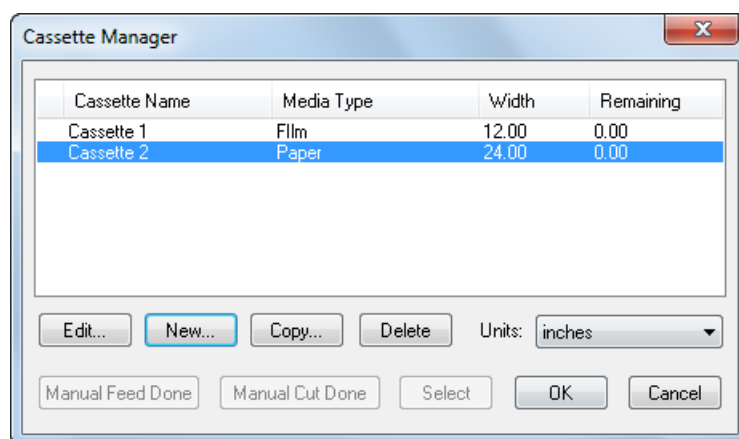 Cassette Manager
Cassette Name Media Type Width Remaining
Cassette 1 FIlm 12.00 0.00
Cassette 2 Paper 24.00 0.00
Edit... New... Copy... Delete Units: inches
Manual Feed Done Manual Cut Done Select OK Cancel